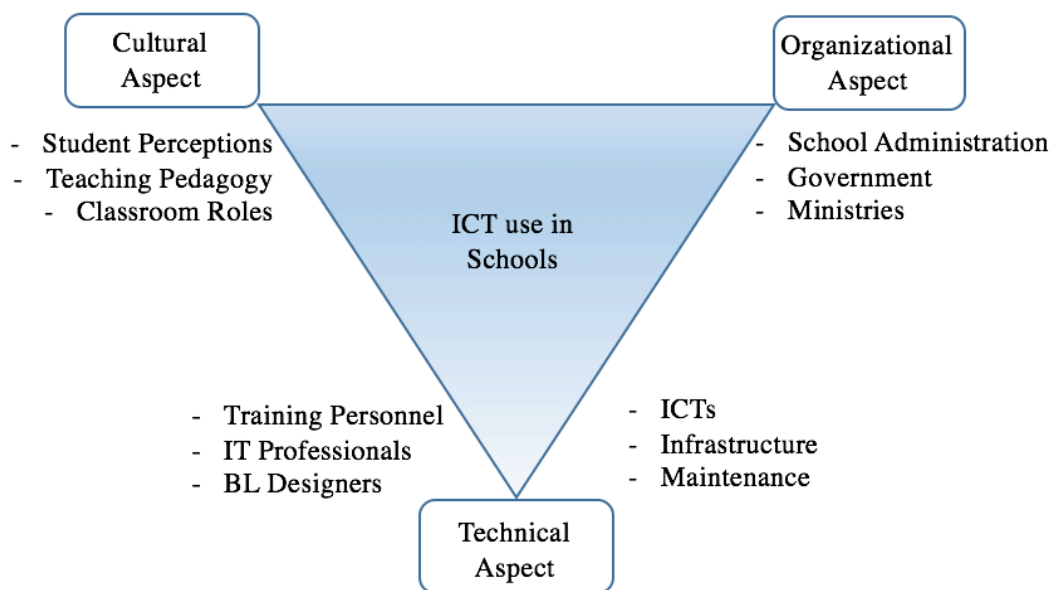 Cultural
Aspect
Organizational
Aspect
- Student Perceptions
- Teaching Pedagogy
- Classroom Roles
- School Administration
- Government
- Ministries
ICT use in
Schools
- Training Personnel
- IT Professionals
- BL Designers
- ICTs
- Infrastructure
- Maintenance
Technical
Aspect